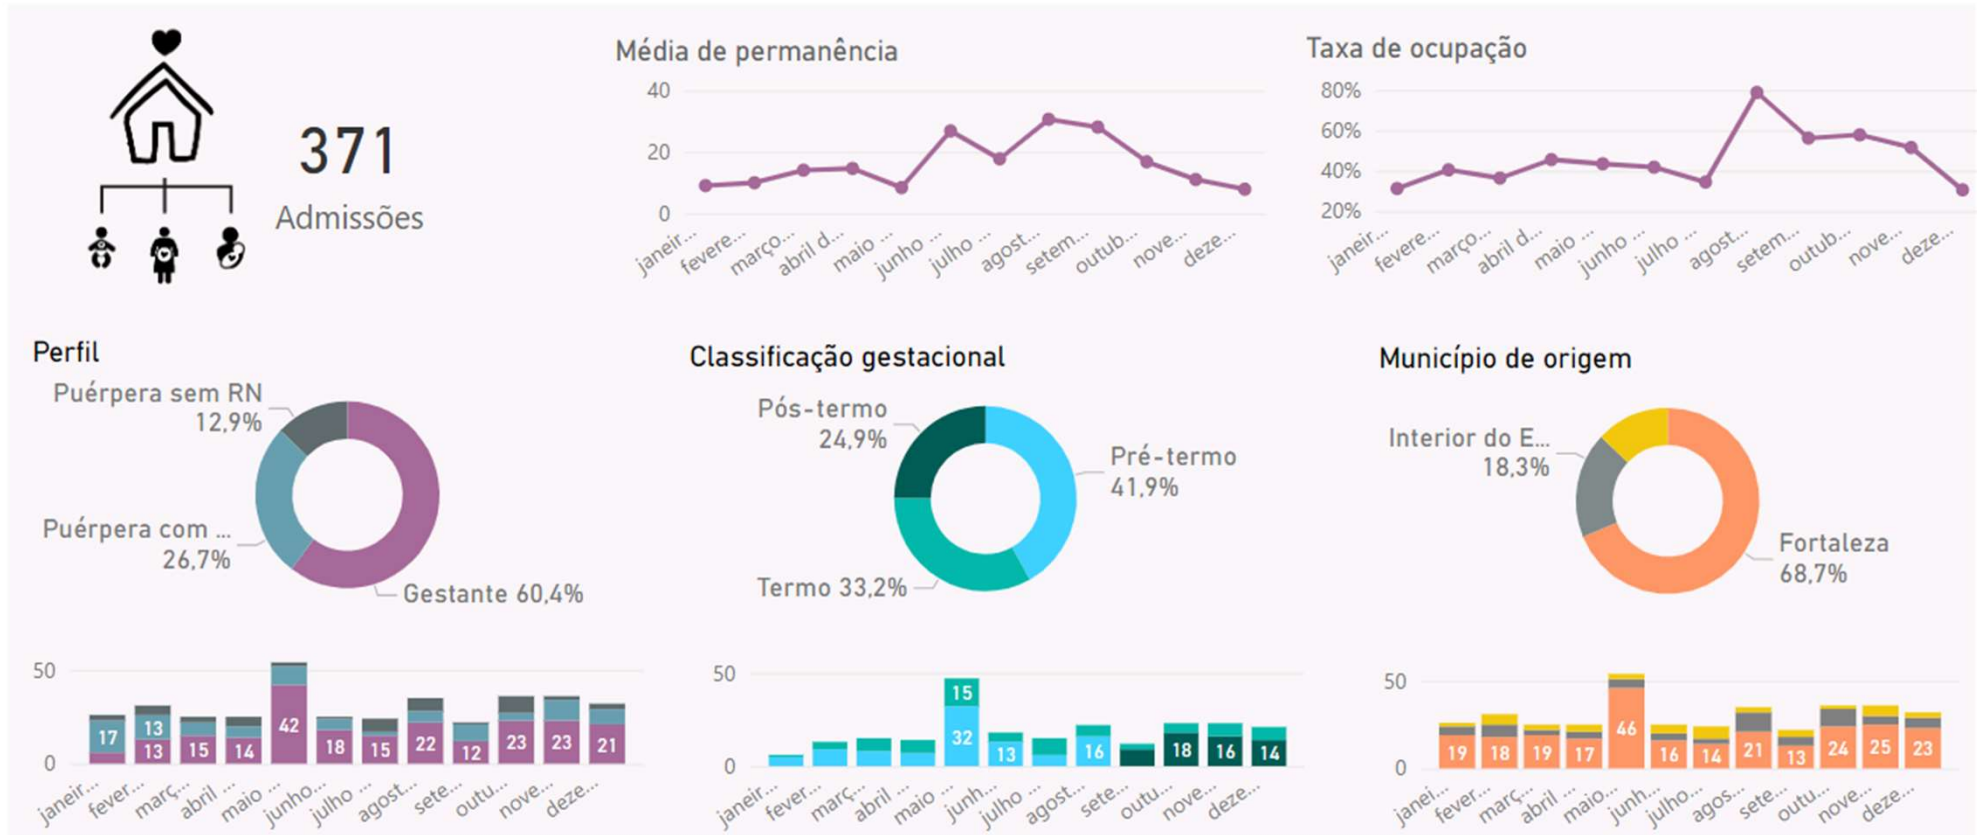 371
Admissões
Média de permanência
40
20
0
janeir...
fevere...
março...
abril d...
maio ...
junho ...
julho ...
agost...
setem...
outub...
nove...
deze...
Taxa de ocupação
80%
60%
40%
20%
janeir...
fevere...
março...
abril d...
maio ...
junho ...
julho ...
agost...
setem...
outub...
nove...
deze...
Perfil
Puérpera sem RN
12,9%
Puérpera com ...
26,7%
Gestante 60,4%
50
0
17
13
13
15
14
42
18
15
22
12
23
23
21
janeir...
fever...
març...
abril ...
maio ...
junho...
julho ...
agost...
sete...
outu...
nove...
deze...
Classificação gestacional
Pós-termo
24,9%
Pré-termo
41,9%
Termo 33,2%
50
0
15
32
13
16
18
16
14
janeir...
fever...
març...
abril ...
maio ...
junh...
julho ...
agost...
sete...
outu...
nove...
deze...
Município de origem
Interior do E...
18,3%
Fortaleza
68,7%
50
0
19
18
19
17
46
16
14
21
13
24
25
23
janei...
fever...
març...
abril ...
maio...
junh...
julho...
agos...
sete...
outu...
nove...
deze...